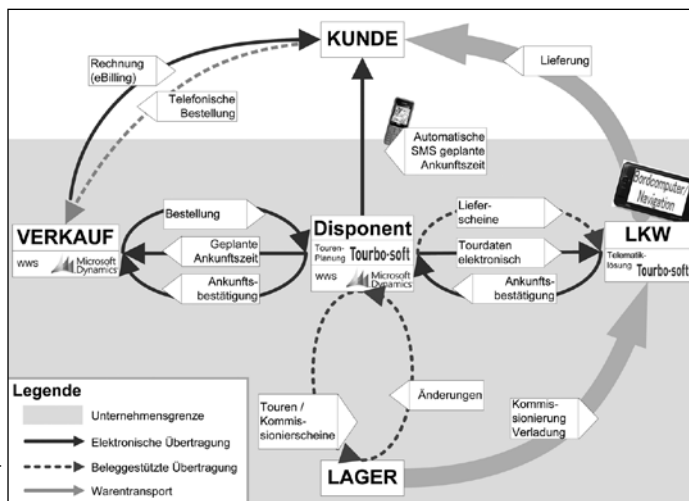 KUNDE
Rechnung
(eBilling)
Lieferung
Telefonische
Bestellung
Automatische
SMS geplante
Ankunftszeit
Bordcomputer/
Navigation
Bestellung
Liefer-
scheine
VERKAUF
Geplante
Ankunftszeit
Disponent
Touren-
Planung
Tourbo-soft
Tourdaten
elektronisch
LKW
WWS
Microsoft
Dynamics
Ankunfts-
bestätigung
WWS
Microsoft
Dynamics
Ankunfts-
bestätigung
Telematik-
lösung
Tourbo-soft
Legende
Unternehmensgrenze
Elektronische Übertragung
Beleggestützte Übertragung
Warentransport
Touren /
Kommis-
sionierscheine
Änderungen
Kommis-
sionierung
Verladung
LAGER